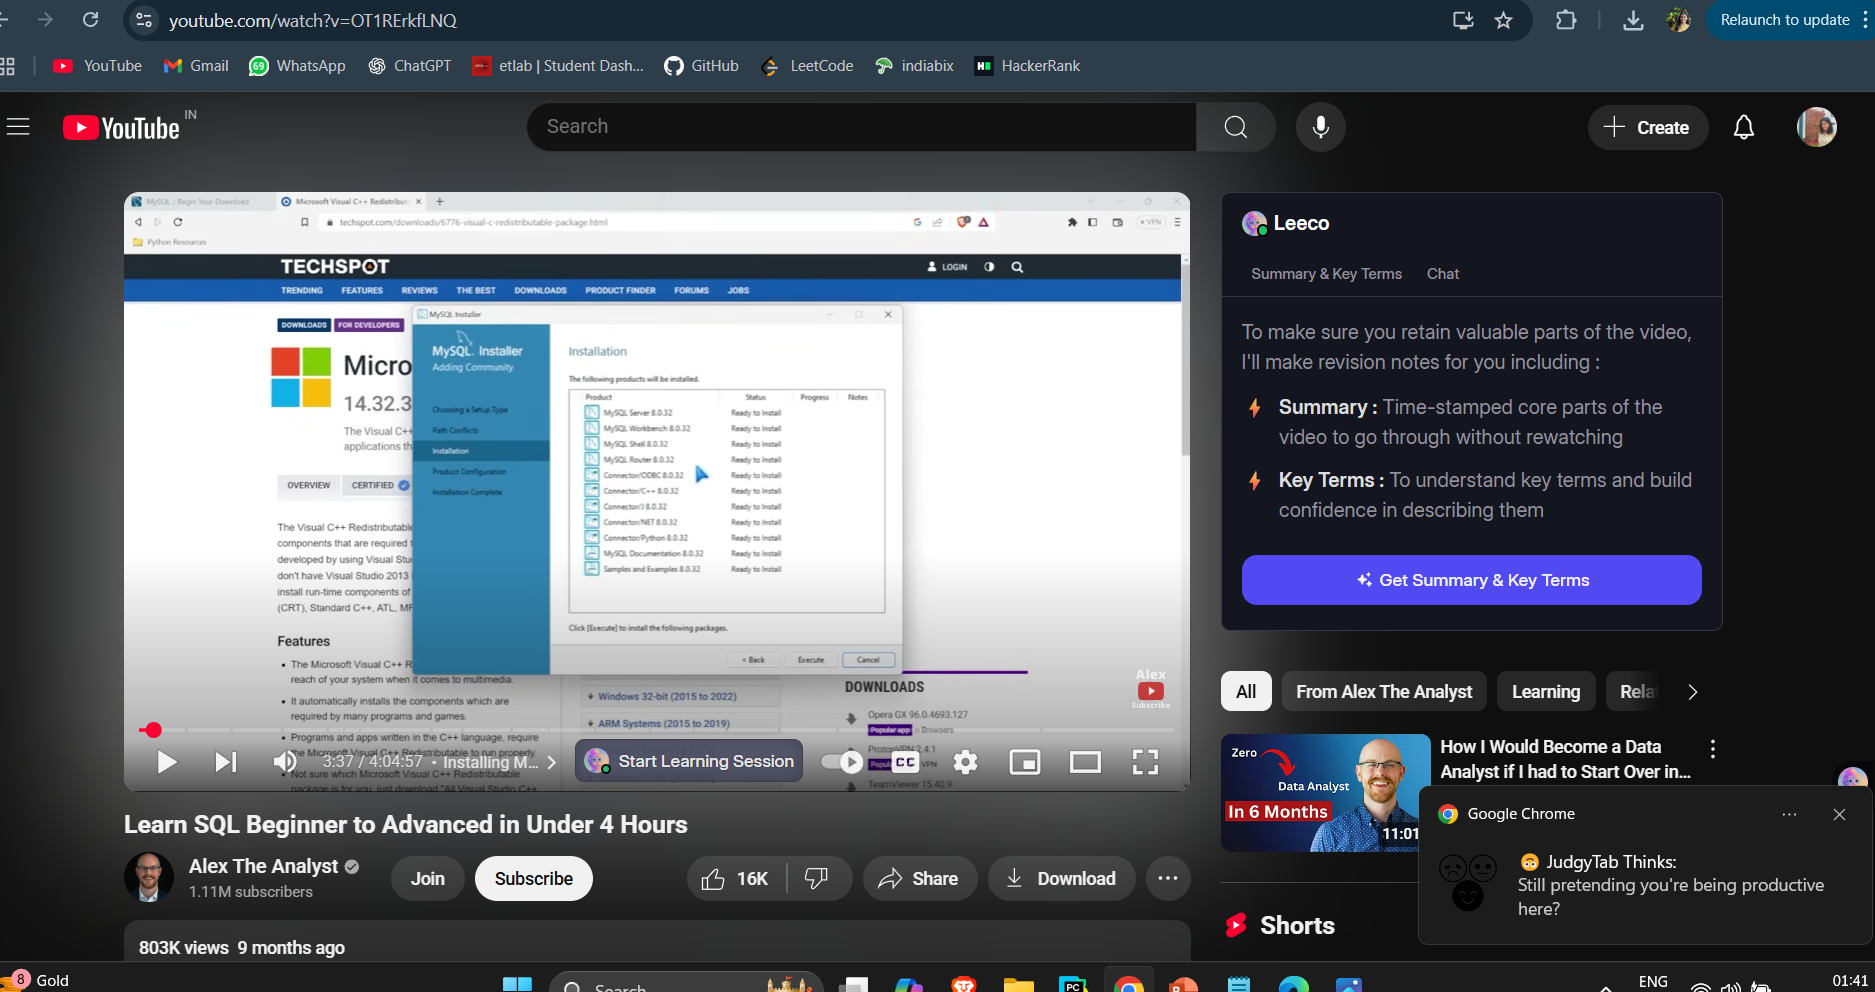 youtube.com/watch?v=OT1RErkfLNQ
Relaunch to update
YouTube
Gmail
69
WhatsApp
ChatGPT
etlab | Student Dash...
GitHub
LeetCode
indiabix
HackerRank
YouTube IN
Search
Create
MySQL :: Begin Your Download
Microsoft Visual C++ Redistribut
techspot.com/downloads/6776-visual-c-redistributable-package.html
VPN
Python Resources
TECHSPOT
LOGIN
TRENDING FEATURES REVIEWS THE BEST DOWNLOADS PRODUCT FINDER FORUMS JOBS
DOWNLOADS FOR DEVELOPERS
Micro
14.32.3
The Visual C++
applications th
OVERVIEW CERTIFIED
The Visual C++ Redistributable
components that are required t
developed by using Visual Stu
don't have Visual Studio 2013
install run-time components of
(CRT), Standard C++, ATL, MF
Features
• The Microsoft Visual C++ R
reach of your system when it comes to multimedia.
• It automatically installs the components which are
required by many programs and games.
• Programs and apps written in the C++ language, require
the Microsoft Visual C++ Redistributable to run properly.
Not sure which Microsoft Visual C++ Redistributable
package is for you, just download "All Visual Studio C++
MySQL Installer
MySQL. Installer
Adding Community
Choosing a Setup Type
Path Conflicts
Installation
Product Configuration
Installation Complete
Installation
The following products will be installed.
Product Status Progress Notes
MySQL Server 8.0.32 Ready to Install
MySQL Workbench 8.0.32 Ready to Install
MySQL Shell 8.0.32 Ready to Install
MySQL Router 8.0.32 Ready to Install
Connector/ODBC 8.0.32 Ready to Install
Connector/C++ 8.0.32 Ready to Install
Connector/J 8.0.32 Ready to Install
Connector/NET 8.0.32 Ready to Install
Connector/Python 8.0.32 Ready to Install
MySQL Documentation 8.0.32 Ready to Install
Samples and Examples 8.0.32 Ready to Install
Click [Execute] to install the following packages.
< Back Execute Cancel
Windows 32-bit (2015 to 2022)
ARM Systems (2015 to 2019)
DOWNLOADS
Opera GX 96.0.4693.127
Popular app in Browsers
ProtonVPN 2.4.1
VPN
TeamViewer 15.40.9
Alex
Subscribe
3:37 / 4:04:57 • Installing M...
Start Learning Session
CC
Learn SQL Beginner to Advanced in Under 4 Hours
Alex The Analyst
1.11M subscribers
Join
Subscribe
16K
Share
Download
803K views 9 months ago
Leeco
Summary & Key Terms Chat
To make sure you retain valuable parts of the video,
I'll make revision notes for you including :
Summary : Time-stamped core parts of the
video to go through without rewatching
Key Terms : To understand key terms and build
confidence in describing them
Get Summary & Key Terms
All
From Alex The Analyst
Learning
Rela
Zero
Data Analyst
In 6 Months
11:01
How I Would Become a Data
Analyst if I had to Start Over in...
Shorts
Google Chrome
JudgyTab Thinks:
Still pretending you're being productive
here?
8
Gold
Search
PC
ENG
01:41